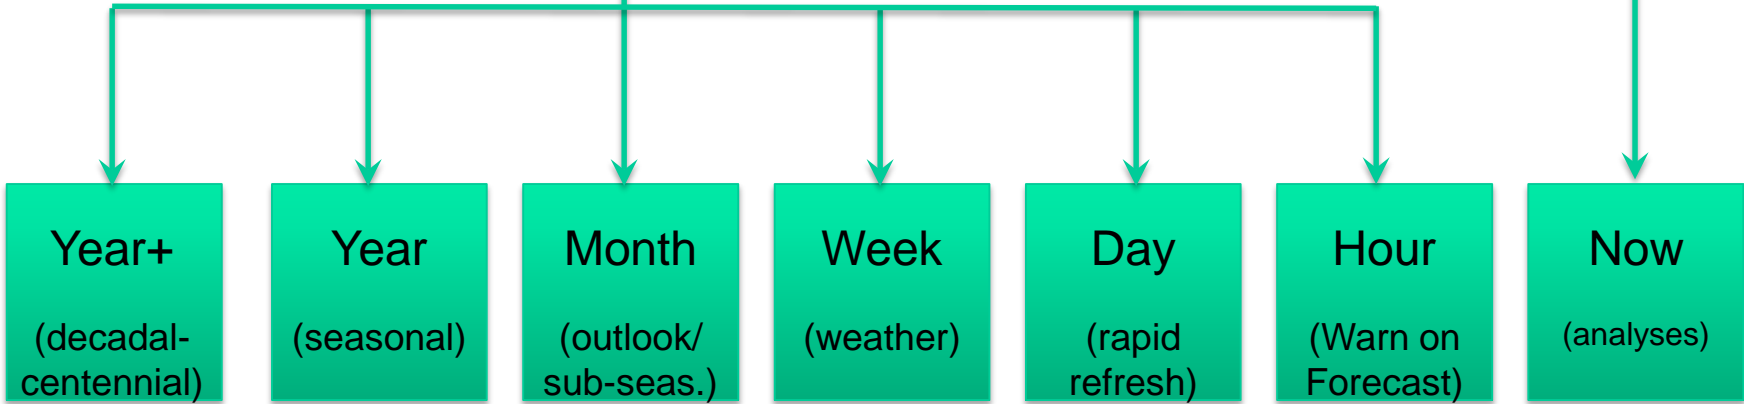 Year+
(decadal-
centennial)
Year
(seasonal)
Month
(outlook/
sub-seas.)
Week
(weather)
Day
(rapid
refresh)
Hour
(Warn on
Forecast)
Now
(analyses)